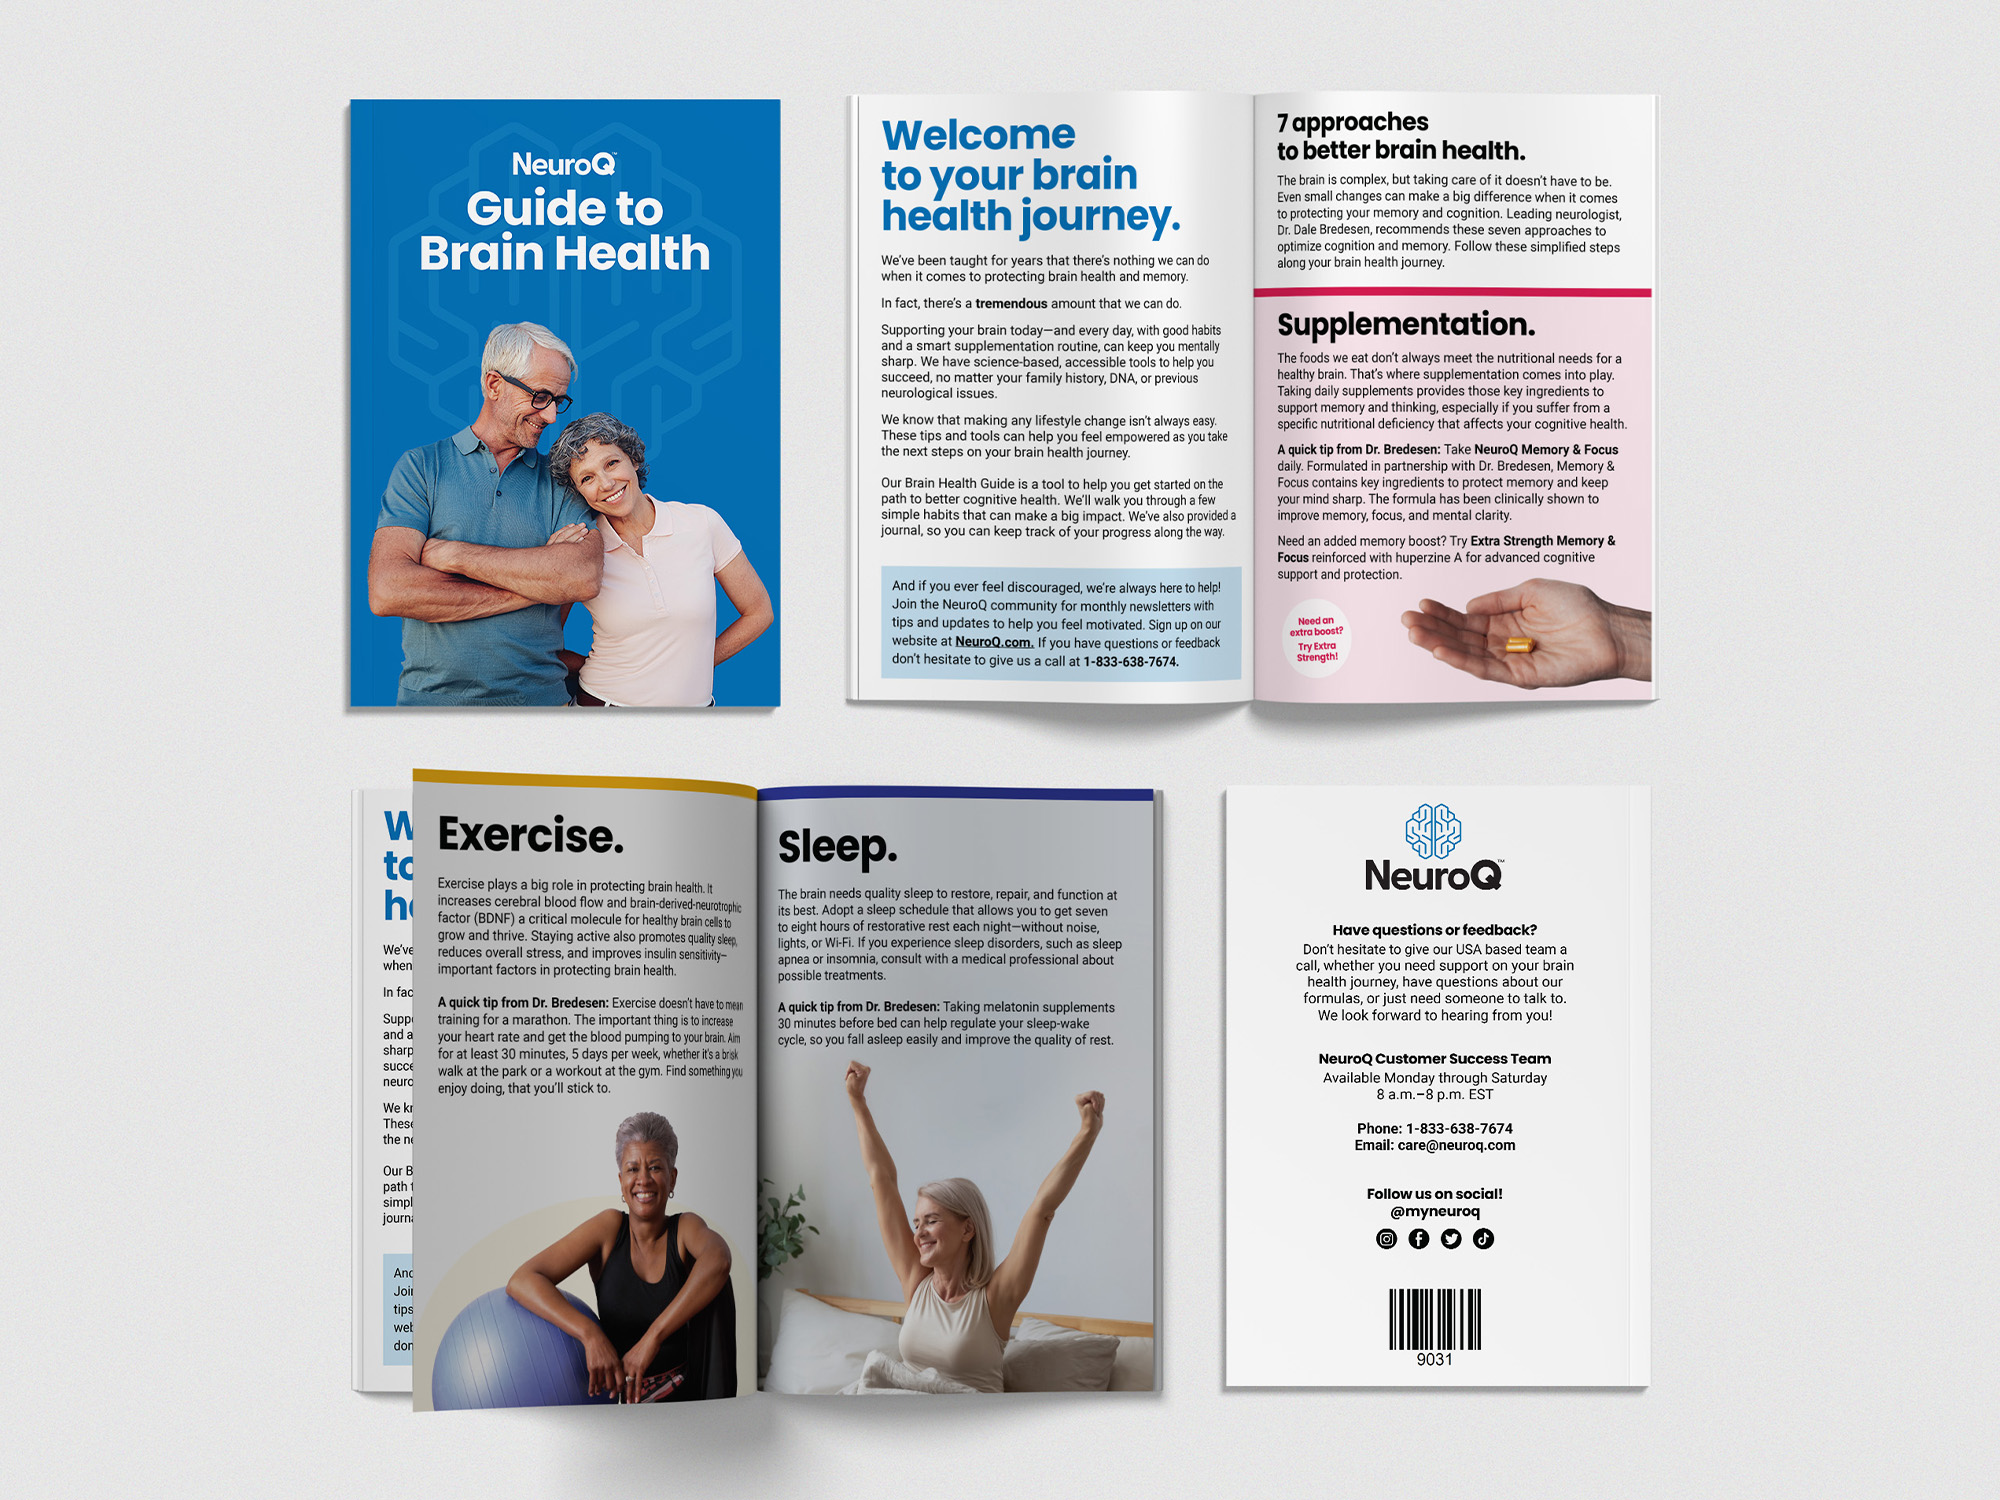 NeuroQ™
Guide to
Brain Health
Welcome
to your brain
health journey.
We've been taught for years that there's nothing we can do
when it comes to protecting brain health and memory.
In fact, there's a tremendous amount that we can do.
Supporting your brain today—and every day, with good habits
and a smart supplementation routine, can keep you mentally
sharp. We have science-based, accessible tools to help you
succeed, no matter your family history, DNA, or previous
neurological issues.
We know that making any lifestyle change isn't always easy.
These tips and tools can help you feel empowered as you take
the next steps on your brain health journey.
Our Brain Health Guide is a tool to help you get started on the
path to better cognitive health. We'll walk you through a few
simple habits that can make a big impact. We've also provided a
journal, so you can keep track of your progress along the way.
And if you ever feel discouraged, we're always here to help!
Join the NeuroQ community for monthly newsletters with
tips and updates to help you feel motivated. Sign up on our
website at NeuroQ.com. If you have questions or feedback
don't hesitate to give us a call at 1-833-638-7674.
7 approaches
to better brain health.
The brain is complex, but taking care of it doesn't have to be.
Even small changes can make a big difference when it comes
to protecting your memory and cognition. Leading neurologist,
Dr. Dale Bredesen, recommends these seven approaches to
optimize cognition and memory. Follow these simplified steps
along your brain health journey.
Supplementation.
The foods we eat don't always meet the nutritional needs for a
healthy brain. That's where supplementation comes into play.
Taking daily supplements provides those key ingredients to
support memory and thinking, especially if you suffer from a
specific nutritional deficiency that affects your cognitive health.
A quick tip from Dr. Bredesen: Take NeuroQ Memory & Focus
daily. Formulated in partnership with Dr. Bredesen, Memory &
Focus contains key ingredients to protect memory and keep
your mind sharp. The formula has been clinically shown to
improve memory, focus, and mental clarity.
Need an added memory boost? Try Extra Strength Memory &
Focus reinforced with huperzine A for advanced cognitive
support and protection.
Need an
extra boost?
Try Extra
Strength!
W
to
he
We've
when
In fac
Suppo
and a
sharp
succe
neuro
We kn
These
the ne
Our B
path t
simpl
journa
And
Join
tips
web
don
Exercise.
Exercise plays a big role in protecting brain health. It
increases cerebral blood flow and brain-derived-neurotrophic
factor (BDNF) a critical molecule for healthy brain cells to
grow and thrive. Staying active also promotes quality sleep,
reduces overall stress, and improves insulin sensitivity—
important factors in protecting brain health.
A quick tip from Dr. Bredesen: Exercise doesn't have to mean
training for a marathon. The important thing is to increase
your heart rate and get the blood pumping to your brain. Aim
for at least 30 minutes, 5 days per week, whether it's a brisk
walk at the park or a workout at the gym. Find something you
enjoy doing, that you'll stick to.
Sleep.
The brain needs quality sleep to restore, repair, and function at
its best. Adopt a sleep schedule that allows you to get seven
to eight hours of restorative rest each night—without noise,
lights, or Wi-Fi. If you experience sleep disorders, such as sleep
apnea or insomnia, consult with a medical professional about
possible treatments.
A quick tip from Dr. Bredesen: Taking melatonin supplements
30 minutes before bed can help regulate your sleep-wake
cycle, so you fall asleep easily and improve the quality of rest.
NeuroQ™
Have questions or feedback?
Don't hesitate to give our USA based team a
call, whether you need support on your brain
health journey, have questions about our
formulas, or just need someone to talk to.
We look forward to hearing from you!
NeuroQ Customer Success Team
Available Monday through Saturday
8 a.m.–8 p.m. EST
Phone: 1-833-638-7674
Email: care@neuroq.com
Follow us on social!
@myneuroq
9031